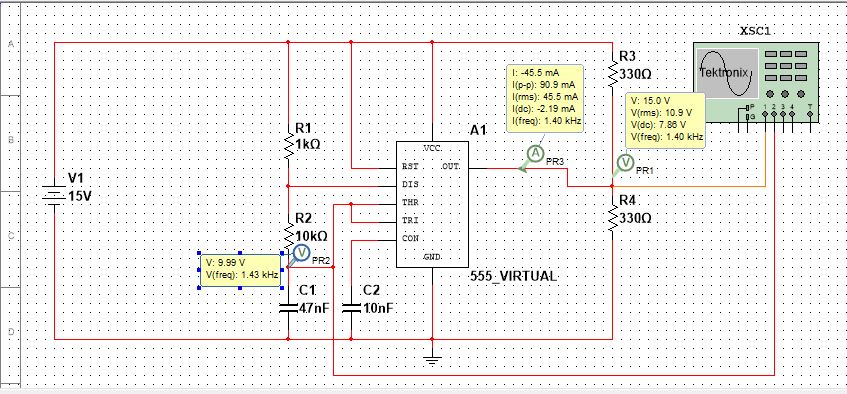 XSC1
A
R3
330Ω
Tektronix
I: -45.5 mA
I(p-p): 90.9 mA
I(rms): 45.5 mA
I(dc): -2.19 mA
I(freq): 1.40 kHz
V: 15.0 V
V(rms): 10.9 V
V(dc): 7.86 V
V(freq): 1.40 kHz
P
G
1 2 3 4
T
B
R1
1kΩ
A1
VCC
A
PR3
V
PR1
RST
OUT
DIS
V1
15V
THR
R4
330Ω
TRI
C
R2
10kΩ
CON
V
PR2
V: 9.99 V
V(freq): 1.43 kHz
GND
555_VIRTUAL
C1
47nF
C2
10nF
D